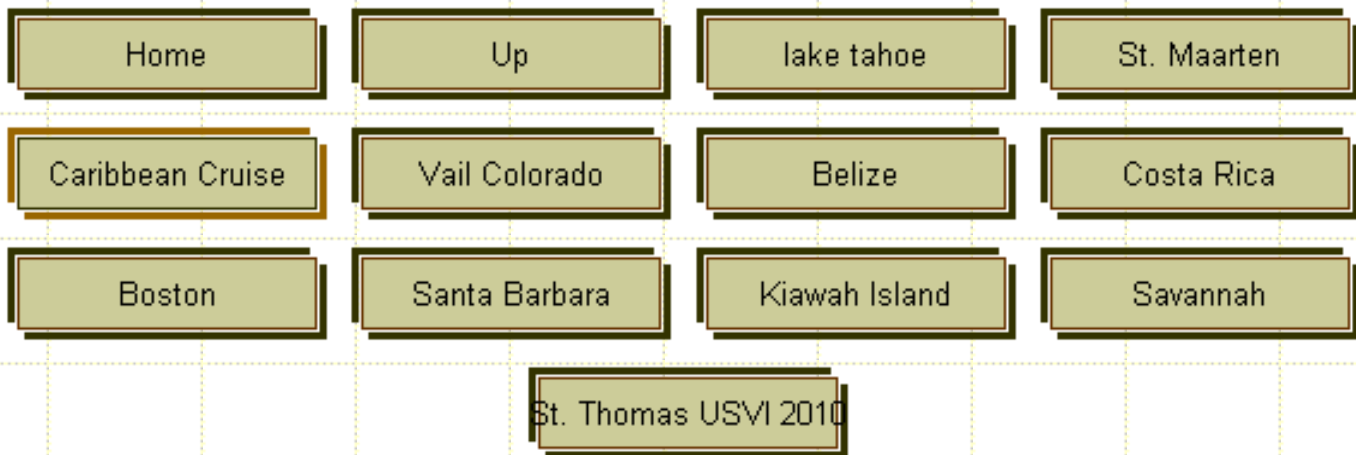 Home
Up
lake tahoe
St. Maarten
Caribbean Cruise
Vail Colorado
Belize
Costa Rica
Boston
Santa Barbara
Kiawah Island
Savannah
St. Thomas USVI 2010